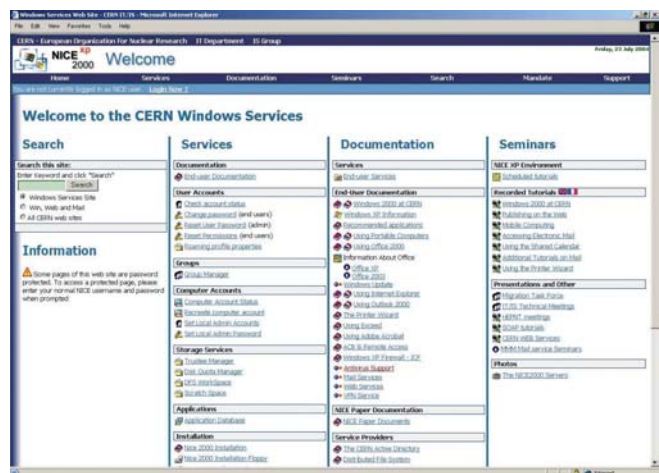 Windows Services Web Site - CERN IT/IS - Microsoft Internet Explorer
File Edit View Favorites Tools Help
CERN - European Organization For Nuclear Research IT Department IS Group
NICE xp 2000
Welcome
Friday, 23 July 2004
Home Services Documentation Seminars Search Mandate Support
You are not currently logged in as NICE user. Login Now !
Welcome to the CERN Windows Services
Search
Search this site:
Enter Keyword and click "Search"
Search
Windows Services Site
Win, Web and Mail
All CERN web sites
Information
Some pages of this web site are password
protected. To access a protected page, please
enter your normal NICE username and password
when prompted
Services
Documentation
End-user Documentation
User Accounts
Check account status
Change password (end users)
Reset User Password (admin)
Reset Permissions (end users)
Roaming profile properties
Groups
Group Manager
Computer Accounts
Computer Account Status
Recreate computer account
Set Local Admin Accounts
Set Local Admin Password
Storage Services
Trustee Manager
Disk Quota Manager
DFS WorkSpace
Scratch Space
Applications
Application Database
Installation
Nice 2000 Installation
Nice 2000 Installation Floppy
Documentation
Services
End-user Services
End-User Documentation
Windows 2000 at CERN
Windows XP Information
Recommended applications
Using Portable Computers
Using Office 2000
Information About Office
Office XP
Office 2003
Windows Update
Using Internet Explorer
Using Outlook 2000
The Printer Wizard
Using Exceed
Using Adobe Acrobat
ACB & Remote Access
Windows XP Firewall - ICF
Antivirus Support
Mail Services
Web Services
VPN Service
NICE Paper Documentation
NICE Paper Documents
Service Providers
The CERN Active Directory
Distributed File System
Seminars
NICE XP Environment
Scheduled tutorials
Recorded Tutorials
Windows 2000 at CERN
Publishing on the Web
Mobile Computing
Accessing Electronic Mail
Using the Shared Calendar
Additional Tutorials on Mail
Using the Printer Wizard
Presentations and Other
Migration Task Force
IT/IS Technical Meetings
HEPNT meetings
SOAP tutorials
CERN WEB Services
MMM Mail service Seminars
Photos
The NICE2000 Servers